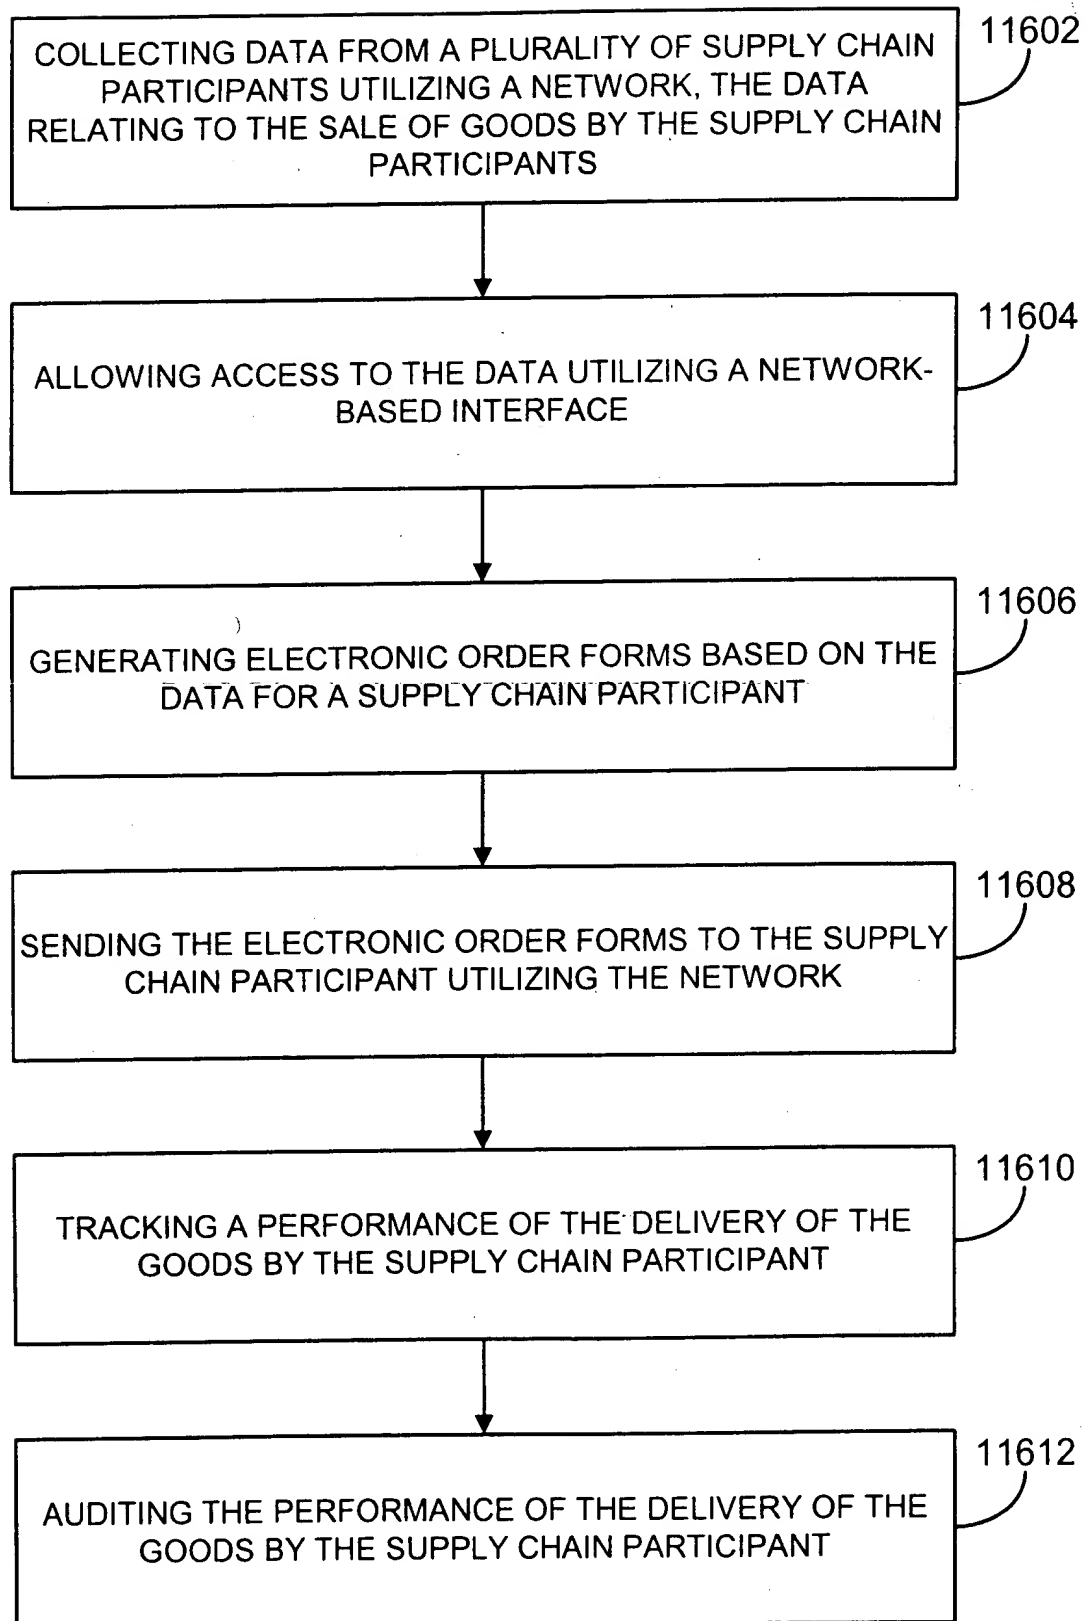 COLLECTING DATA FROM A PLURALITY OF SUPPLY CHAIN
PARTICIPANTS UTILIZING A NETWORK, THE DATA
RELATING TO THE SALE OF GOODS BY THE SUPPLY CHAIN
PARTICIPANTS
11602
ALLOWING ACCESS TO THE DATA UTILIZING A NETWORK-
BASED INTERFACE
11604
GENERATING ELECTRONIC ORDER FORMS BASED ON THE
DATA FOR A SUPPLY CHAIN PARTICIPANT
11606
SENDING THE ELECTRONIC ORDER FORMS TO THE SUPPLY
CHAIN PARTICIPANT UTILIZING THE NETWORK
11608
TRACKING A PERFORMANCE OF THE DELIVERY OF THE
GOODS BY THE SUPPLY CHAIN PARTICIPANT
11610
AUDITING THE PERFORMANCE OF THE DELIVERY OF THE
GOODS BY THE SUPPLY CHAIN PARTICIPANT
11612